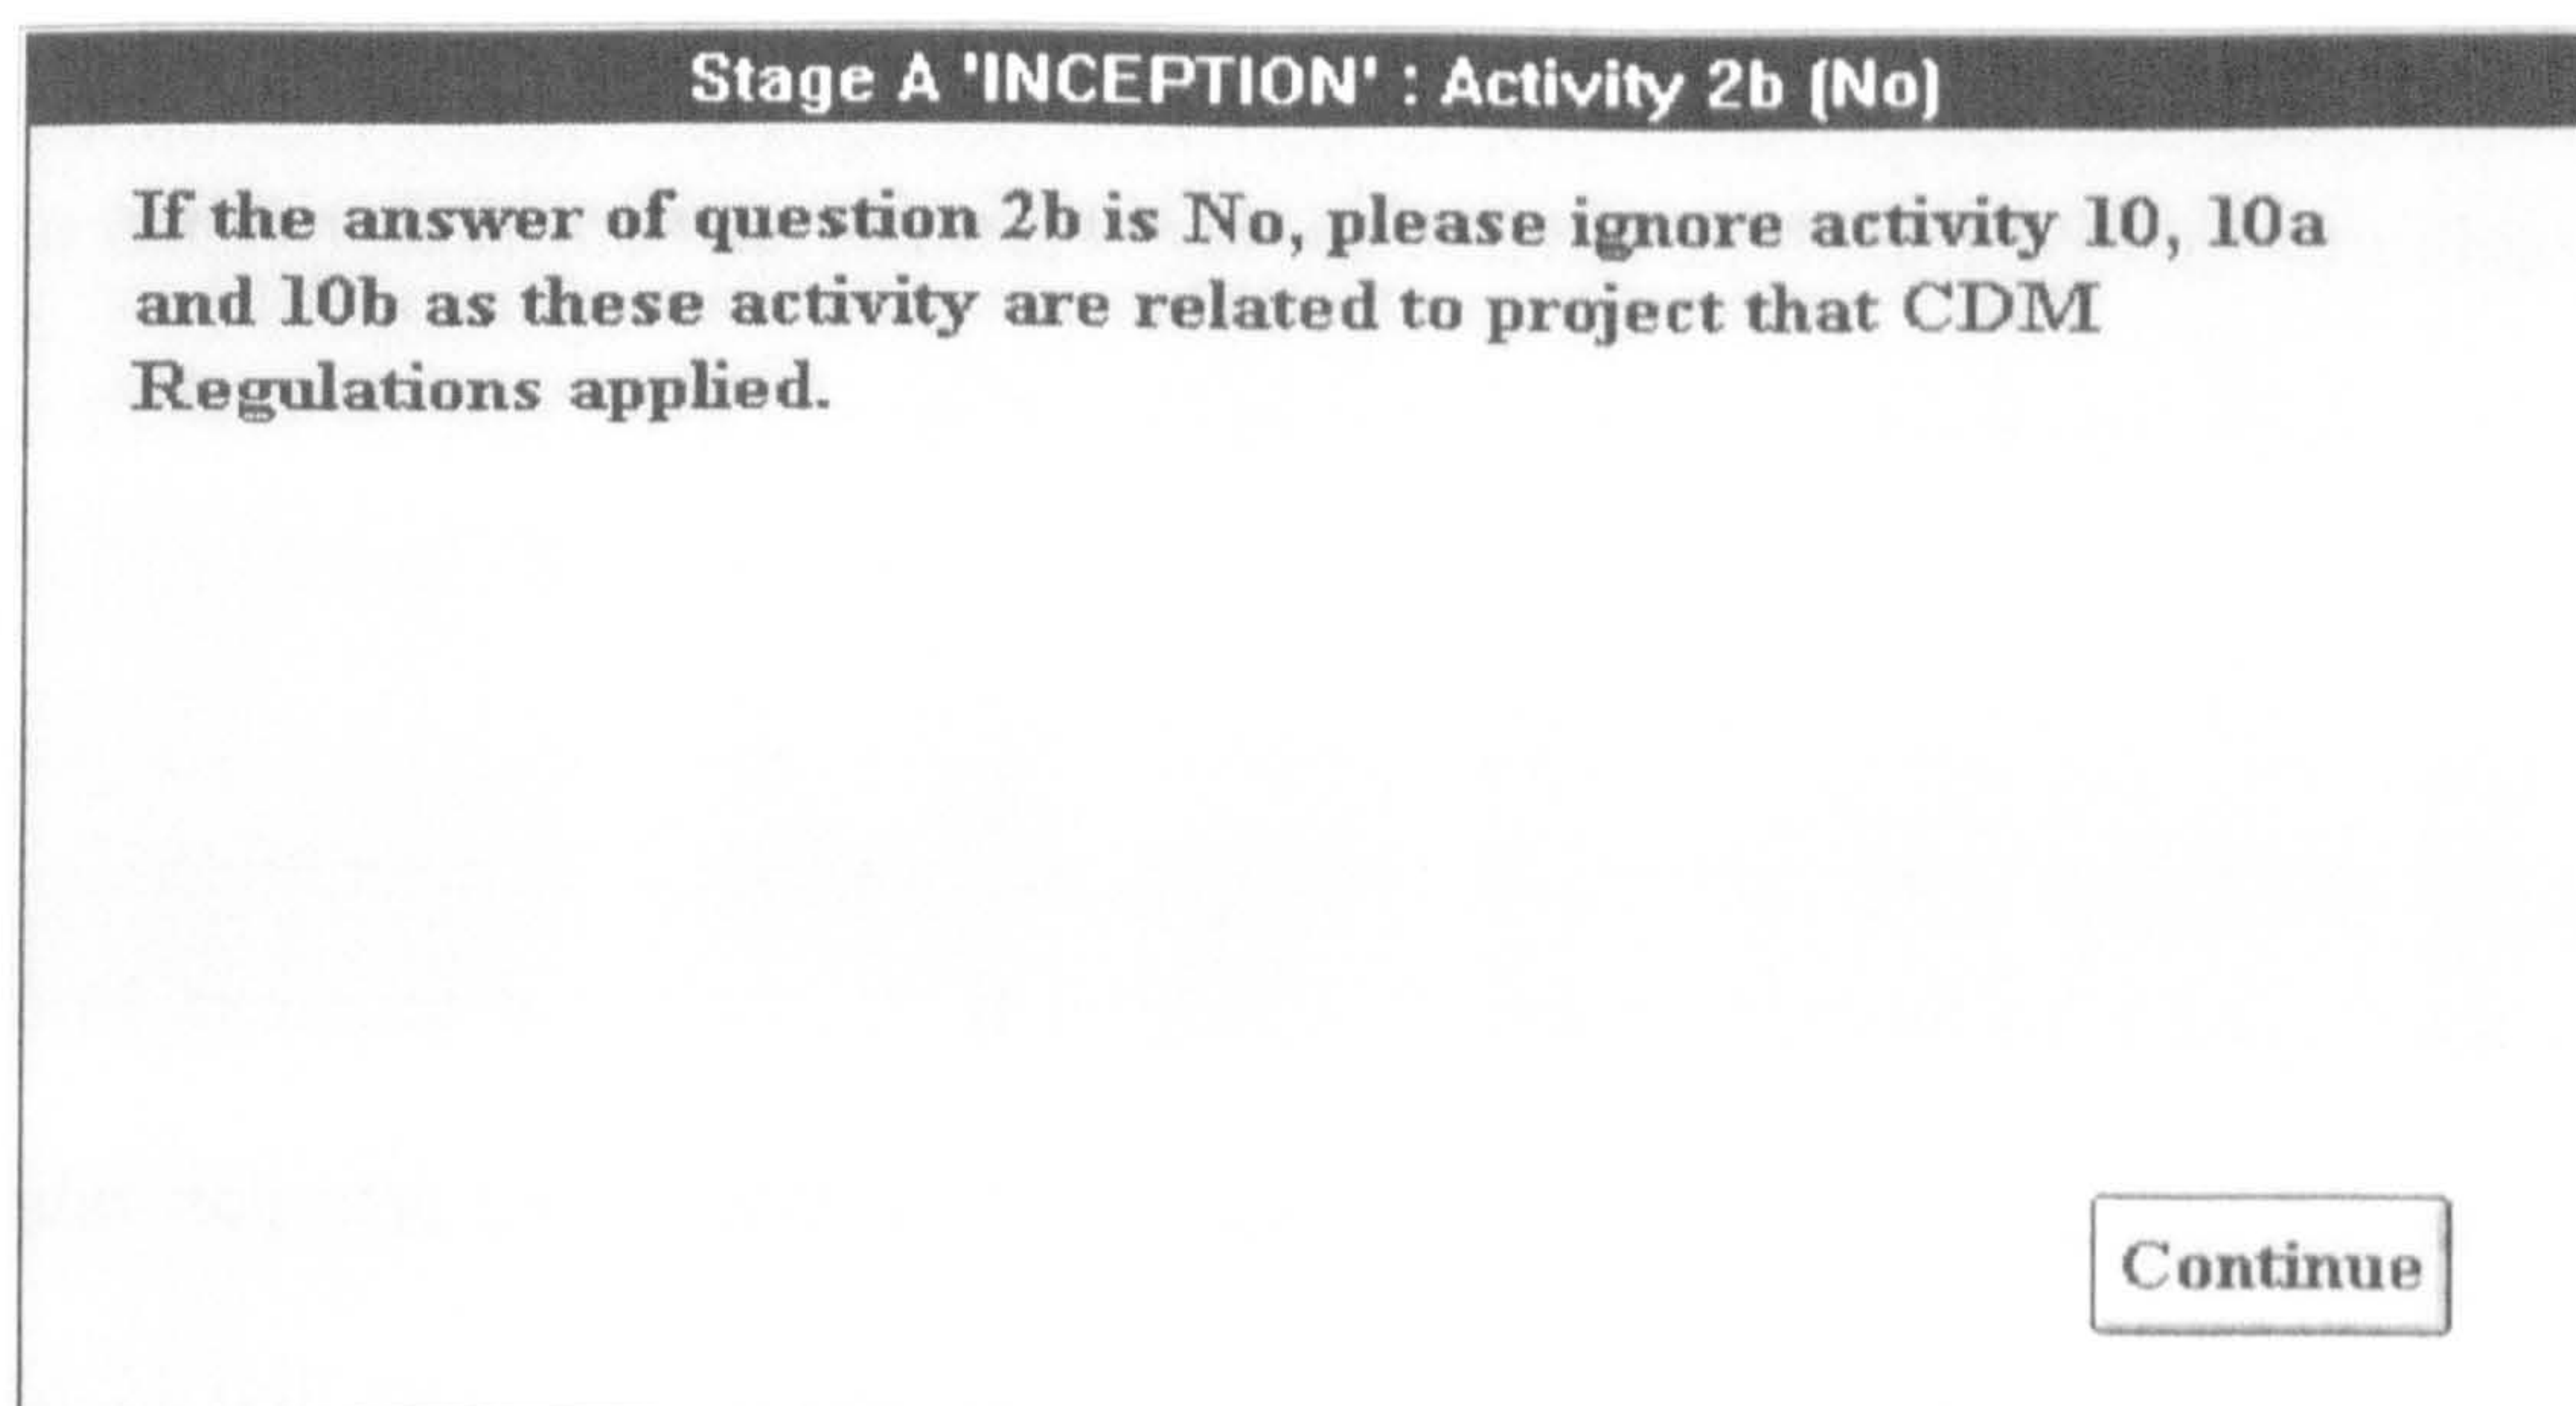 Stage A 'INCEPTION' : Activity 2b (No)
If the answer of question 2b is No, please ignore activity 10, 10a
and 10b as these activity are related to project that CDM
Regulations applied.
Continue